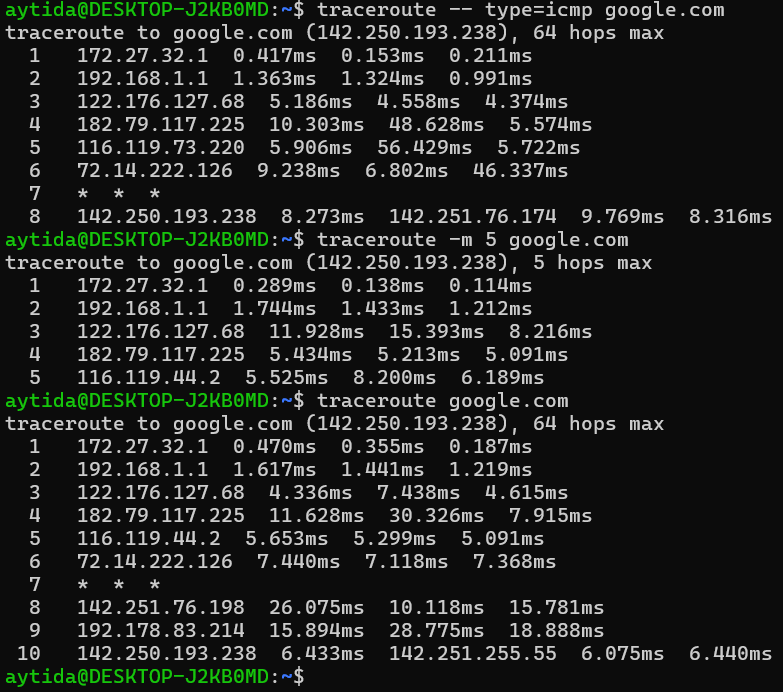 aytida@DESKTOP-J2KB0MD:~$ traceroute -- type=icmp google.com
traceroute to google.com (142.250.193.238), 64 hops max
  1   172.27.32.1  0.417ms  0.153ms  0.211ms
  2   192.168.1.1  1.363ms  1.324ms  0.991ms
  3   122.176.127.68  5.186ms  4.558ms  4.374ms
  4   182.79.117.225  10.303ms  48.628ms  5.574ms
  5   116.119.73.220  5.906ms  56.429ms  5.722ms
  6   72.14.222.126  9.238ms  6.802ms  46.337ms
  7   *  *  *
  8   142.250.193.238  8.273ms  142.251.76.174  9.769ms  8.316ms
aytida@DESKTOP-J2KB0MD:~$ traceroute -m 5 google.com
traceroute to google.com (142.250.193.238), 5 hops max
  1   172.27.32.1  0.289ms  0.138ms  0.114ms
  2   192.168.1.1  1.744ms  1.433ms  1.212ms
  3   122.176.127.68  11.928ms  15.393ms  8.216ms
  4   182.79.117.225  5.434ms  5.213ms  5.091ms
  5   116.119.44.2  5.525ms  8.200ms  6.189ms
aytida@DESKTOP-J2KB0MD:~$ traceroute google.com
traceroute to google.com (142.250.193.238), 64 hops max
  1   172.27.32.1  0.470ms  0.355ms  0.187ms
  2   192.168.1.1  1.617ms  1.441ms  1.219ms
  3   122.176.127.68  4.336ms  7.438ms  4.615ms
  4   182.79.117.225  11.628ms  30.326ms  7.915ms
  5   116.119.44.2  5.653ms  5.299ms  5.091ms
  6   72.14.222.126  7.440ms  7.118ms  7.368ms
  7   *  *  *
  8   142.251.76.198  26.075ms  10.118ms  15.781ms
  9   192.178.83.214  15.894ms  28.775ms  18.888ms
 10   142.250.193.238  6.433ms  142.251.255.55  6.075ms  6.440ms
aytida@DESKTOP-J2KB0MD:~$